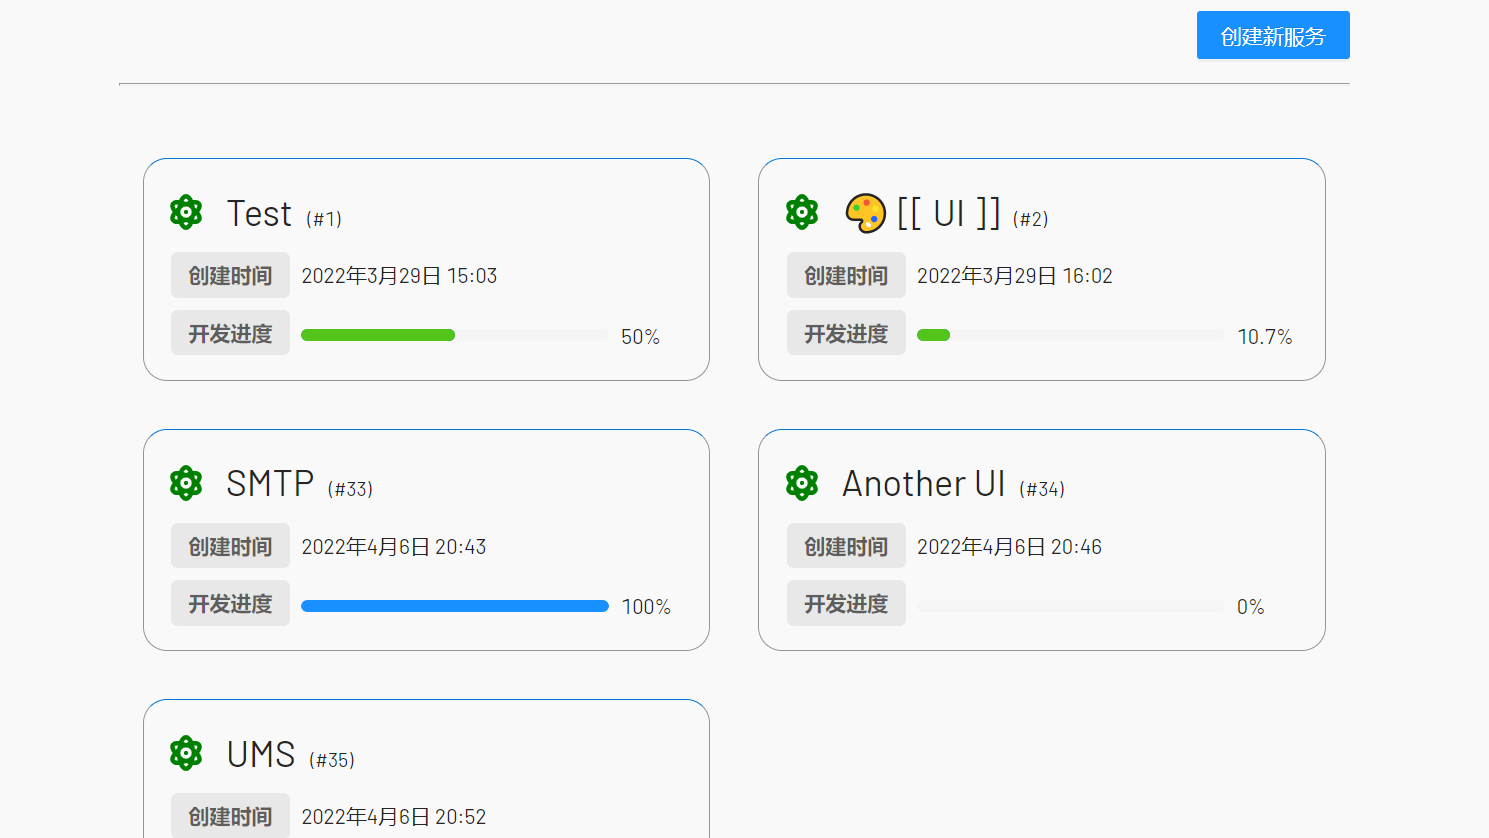 创建新服务
Test (#1)
创建时间 2022年3月29日 15:03
开发进度 50%
🎨 [[ UI ]] (#2)
创建时间 2022年3月29日 16:02
开发进度 10.7%
SMTP (#33)
创建时间 2022年4月6日 20:43
开发进度 100%
Another UI (#34)
创建时间 2022年4月6日 20:46
开发进度 0%
UMS (#35)
创建时间 2022年4月6日 20:52